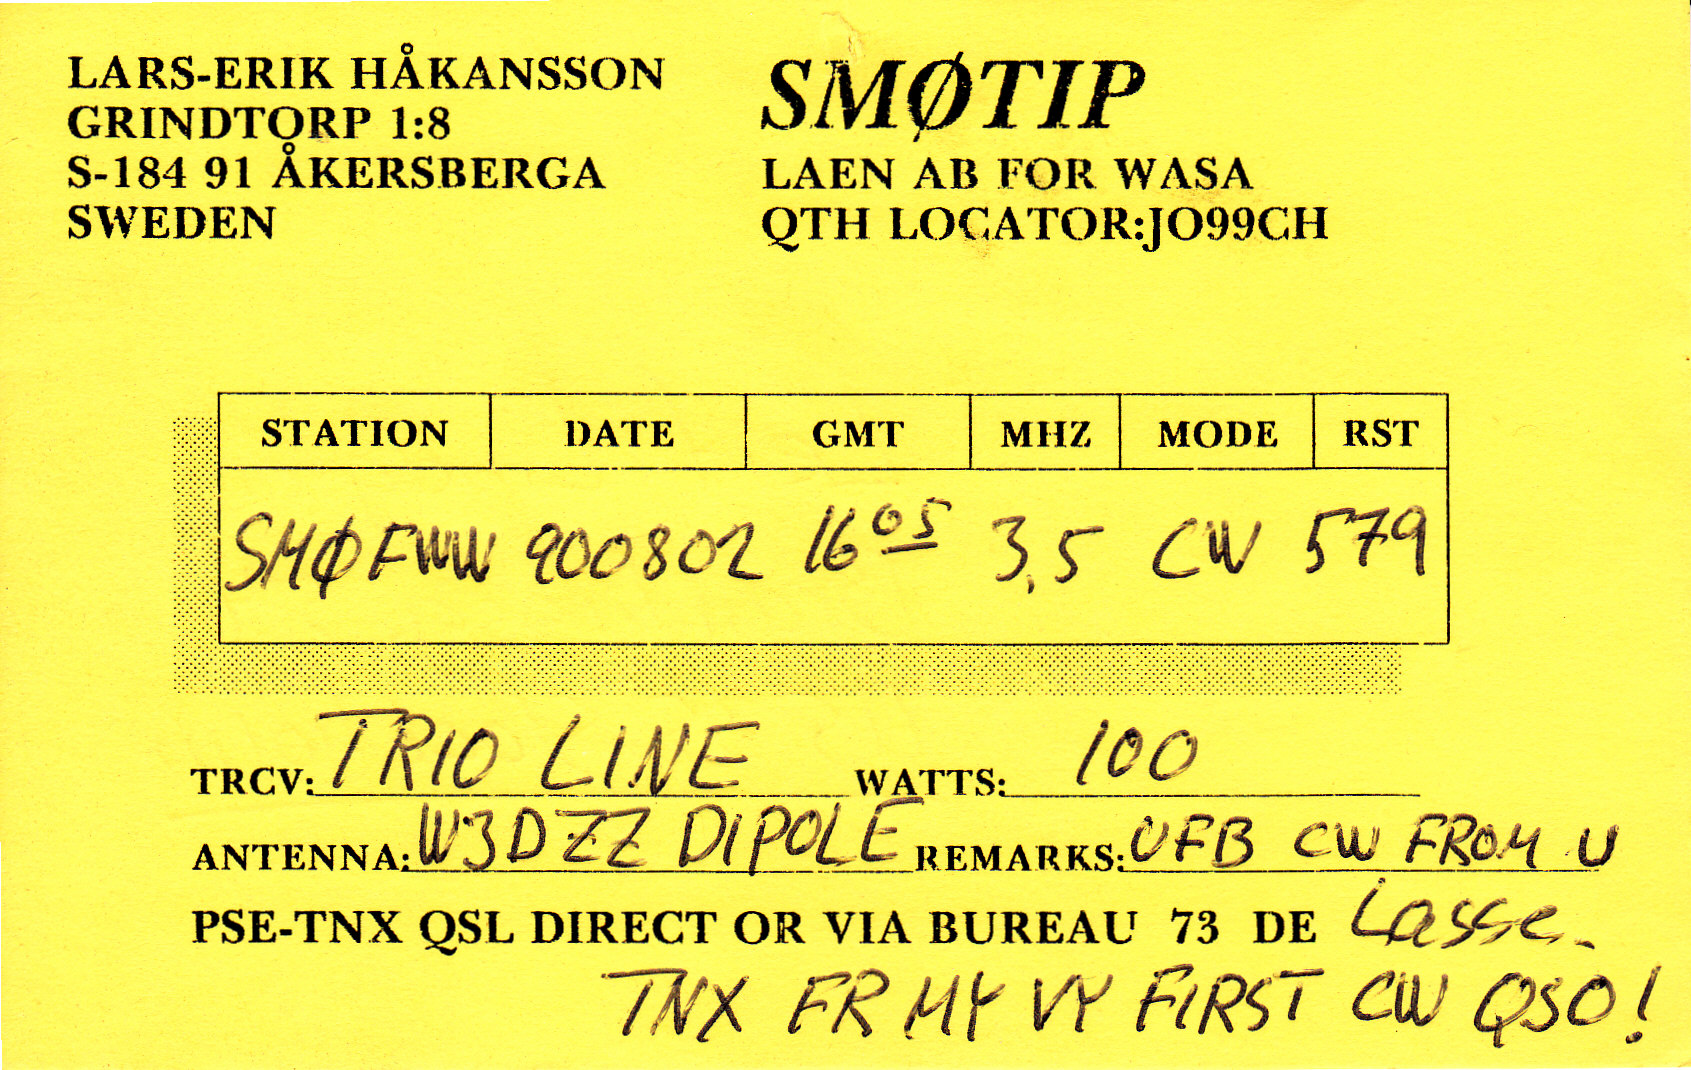 LARS-ERIK HÅKANSSON
GRINDTORP 1:8
S-184 91 ÅKERSBERGA
SWEDEN
SMØTIP
LAEN AB FOR WASA
QTH LOCATOR:JO99CH
STATION DATE GMT MHZ MODE RST
SMØFWW 900802 1605 3,5 CW 579
TRCV: TRIO LINE WATTS: 100
ANTENNA: W3DZZ DIPOLE REMARKS: UFB CW FROM U
PSE-TNX QSL DIRECT OR VIA BUREAU 73 DE Lasse.
TNX FR MY VY FIRST CW QSO!